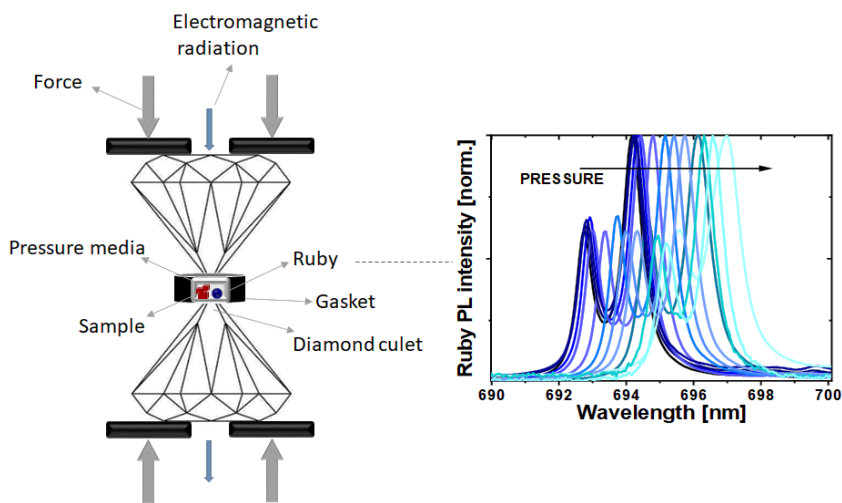 Electromagnetic
radiation
Force
Pressure media
Ruby
Gasket
Sample
Diamond culet
PRESSURE
Ruby PL intensity [norm.]
690 692 694 696 698 700
Wavelength [nm]